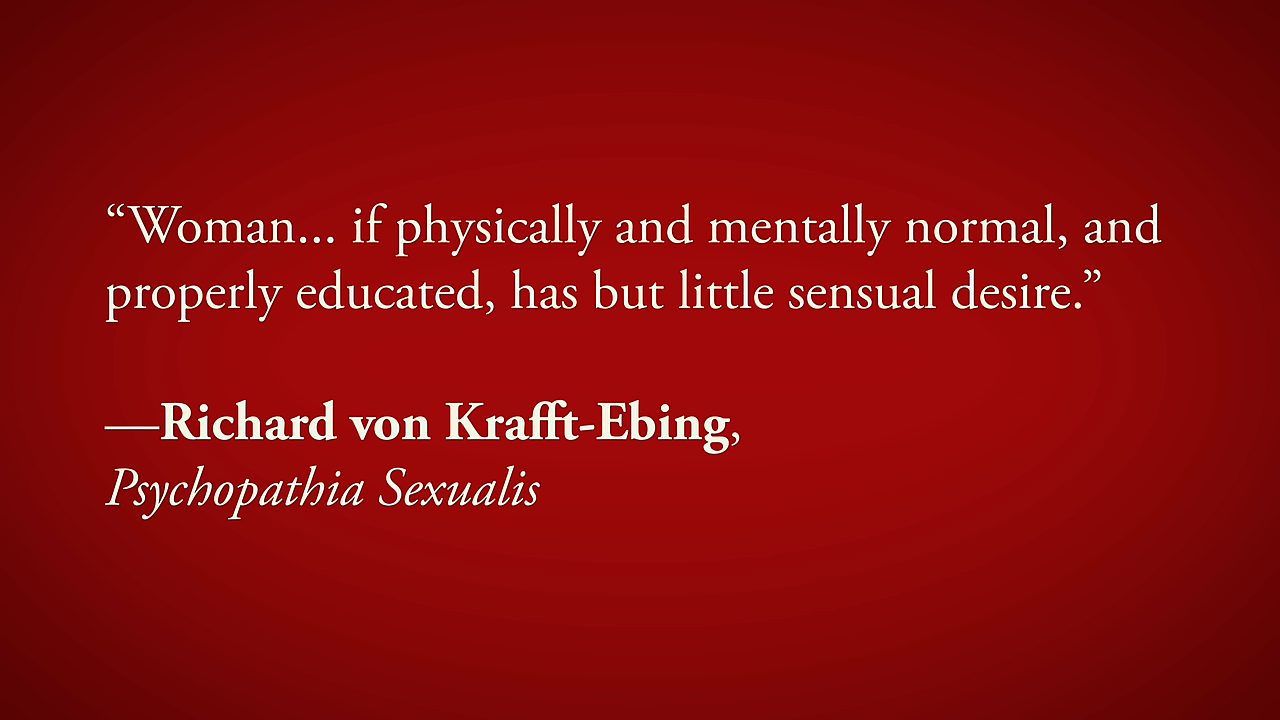 “Woman... if physically and mentally normal, and
properly educated, has but little sensual desire.”
—Richard von Krafft-Ebing,
Psychopathia Sexualis